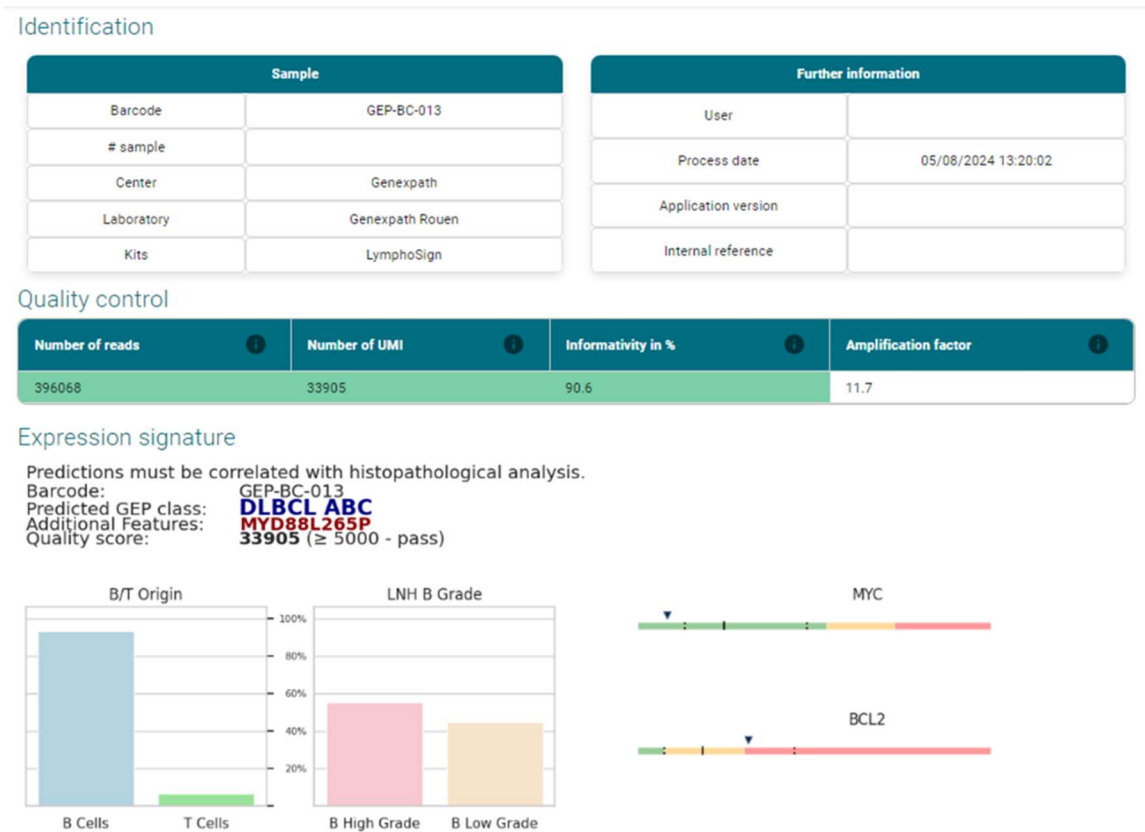 Identification
Sample
Barcode GEP-BC-013
# sample
Center Genexpath
Laboratory Genexpath Rouen
Kits LymphoSign
Further information
User
Process date 05/08/2024 13:20:02
Application version
Internal reference
Quality control
Number of reads Number of UMI Informativity in % Amplification factor
396068 33905 90.6 11.7
Expression signature
Predictions must be correlated with histopathological analysis.
Barcode: GEP-BC-013
Predicted GEP class: DLBCL ABC
Additional Features: MYD88L265P
Quality score: 33905 (≥ 5000 - pass)
B/T Origin
LNH B Grade
100%
80%
60%
40%
20%
B Cells T Cells
B High Grade B Low Grade
MYC
BCL2